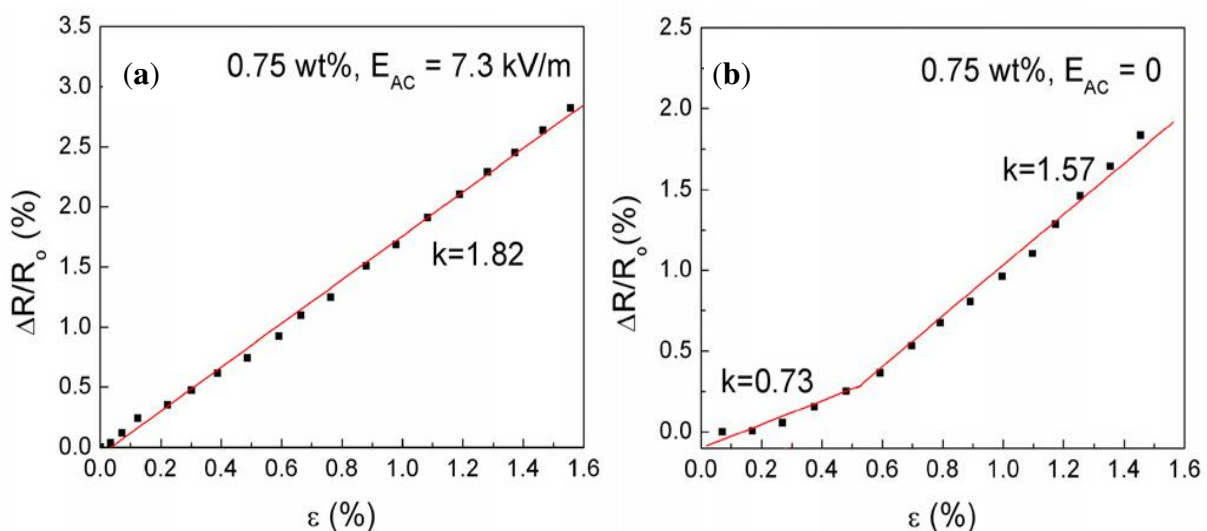 (a)
0.75 wt%, E_AC = 7.3 kV/m
k=1.82
ΔR/R_o (%)
3.5
3.0
2.5
2.0
1.5
1.0
0.5
0.0
0.0 0.2 0.4 0.6 0.8 1.0 1.2 1.4 1.6
ε (%)
(b)
0.75 wt%, E_AC = 0
k=1.57
k=0.73
ΔR/R_o(%)
2.5
2.0
1.5
1.0
0.5
0.0
0.0 0.2 0.4 0.6 0.8 1.0 1.2 1.4 1.6
ε (%)